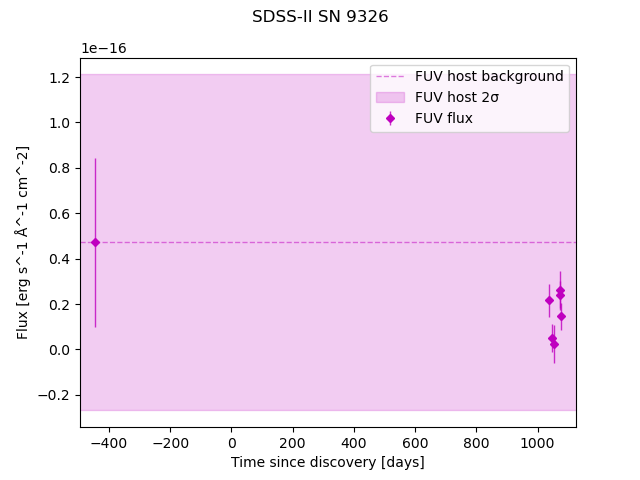 SDSS-II SN 9326
1e−16
FUV host background
FUV host 2σ
FUV flux
1.2
1.0
0.8
0.6
0.4
0.2
0.0
−0.2
Flux [erg s^-1 Å^-1 cm^-2]
−400 −200 0 200 400 600 800 1000
Time since discovery [days]